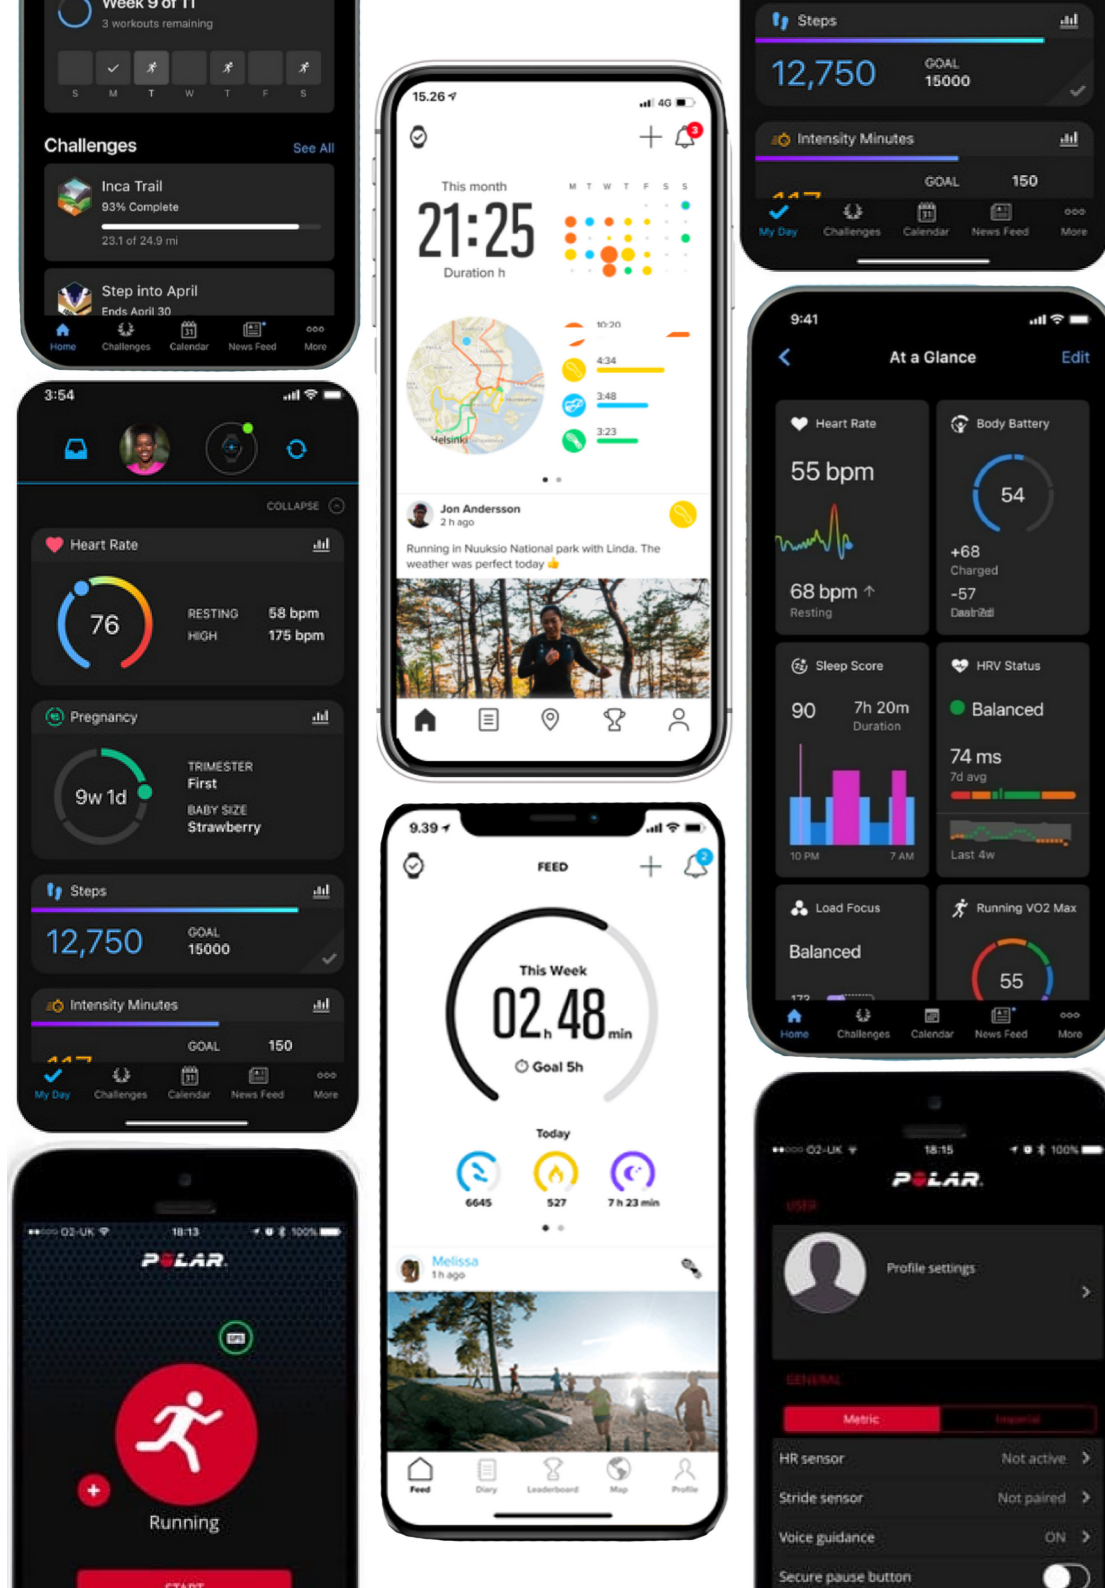 Week 9 of 11
3 workouts remaining
S M T W T F S
Challenges See All
Inca Trail
93% Complete
23.1 of 24.9 mi
Step into April
Ends April 30
Home Challenges Calendar News Feed More
3:54
COLLAPSE
Heart Rate
76
RESTING 58 bpm
HIGH 175 bpm
Pregnancy
9w 1d
TRIMESTER
First
BABY SIZE
Strawberry
Steps
12,750
GOAL
15000
Intensity Minutes
117
GOAL 150
My Day Challenges Calendar News Feed More
O2-UK 18:13 100%
POLAR.
GPS
Running
START
15.26 4G
3
This month
21:25
Duration h
M T W T F S S
Helsinki
10:20
4:34
3:48
3:23
Jon Andersson
2 h ago
Running in Nuuksio National park with Linda. The
weather was perfect today 👍
9.39
FEED
2
This Week
02h 48min
Goal 5h
Today
6645 527 7 h 23 min
Melissa
1 h ago
Feed Diary Leaderboard Map Profile
Steps
12,750
GOAL
15000
Intensity Minutes
117
GOAL 150
My Day Challenges Calendar News Feed More
9:41
At a Glance Edit
Heart Rate
55 bpm
68 bpm ↑
Resting
Body Battery
54
+68
Charged
-57
Sleep Score
90
7h 20m
Duration
10 PM 7 AM
HRV Status
Balanced
74 ms
7d avg
Last 4w
Load Focus
Balanced
173
Running VO2 Max
55
Home Challenges Calendar News Feed More
O2-UK 18:15 100%
POLAR.
USER
Profile settings
GENERAL
Metric Imperial
HR sensor Not active
Stride sensor Not paired
Voice guidance ON
Secure pause button